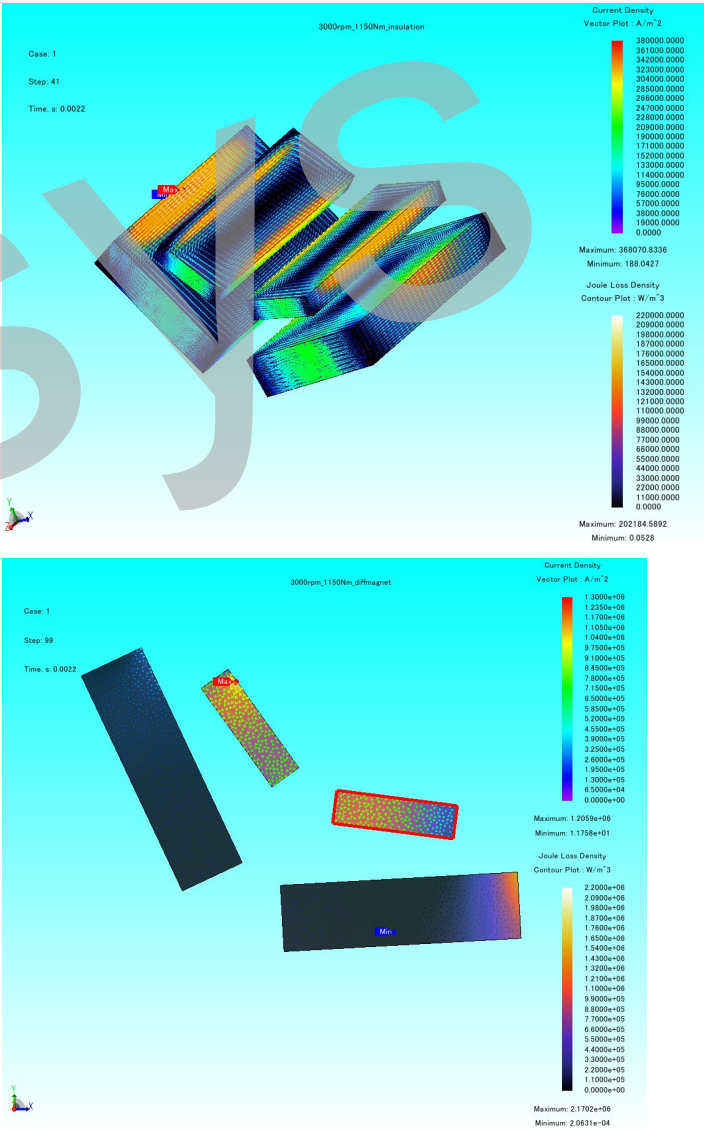 Current Density
Vector Plot : A/m^2
3000rpm_1150Nm_insulation
380000.0000
361000.0000
342000.0000
323000.0000
304000.0000
285000.0000
266000.0000
247000.0000
228000.0000
209000.0000
190000.0000
171000.0000
152000.0000
133000.0000
114000.0000
95000.0000
76000.0000
57000.0000
38000.0000
19000.0000
0.0000
Case: 1
Step: 41
Time, s: 0.0022
Max
Maximum: 368070.8336
Minimum: 188.0427
Joule Loss Density
Contour Plot : W/m^3
220000.0000
209000.0000
198000.0000
187000.0000
176000.0000
165000.0000
154000.0000
143000.0000
132000.0000
121000.0000
110000.0000
99000.0000
88000.0000
77000.0000
66000.0000
55000.0000
44000.0000
33000.0000
22000.0000
11000.0000
0.0000
Maximum: 202184.5892
Minimum: 0.0528
Y
Z X
sys
Current Density
Vector Plot : A/m^2
3000rpm_1150Nm_diffmagnet
1.3000e+06
1.2350e+06
1.1700e+06
1.1050e+06
1.0400e+06
9.7500e+05
9.1000e+05
8.4500e+05
7.8000e+05
7.1500e+05
6.5000e+05
5.8500e+05
5.2000e+05
4.5500e+05
3.9000e+05
3.2500e+05
2.6000e+05
1.9500e+05
1.3000e+05
6.5000e+04
0.0000e+00
Case: 1
Step: 99
Time, s: 0.0022
Max
Min
Maximum: 1.2059e+06
Minimum: 1.1758e+01
Joule Loss Density
Contour Plot : W/m^3
2.2000e+06
2.0900e+06
1.9800e+06
1.8700e+06
1.7600e+06
1.6500e+06
1.5400e+06
1.4300e+06
1.3200e+06
1.2100e+06
1.1000e+06
9.9000e+05
8.8000e+05
7.7000e+05
6.6000e+05
5.5000e+05
4.4000e+05
3.3000e+05
2.2000e+05
1.1000e+05
0.0000e+00
Maximum: 2.1702e+06
Minimum: 2.0631e-04
Y
X